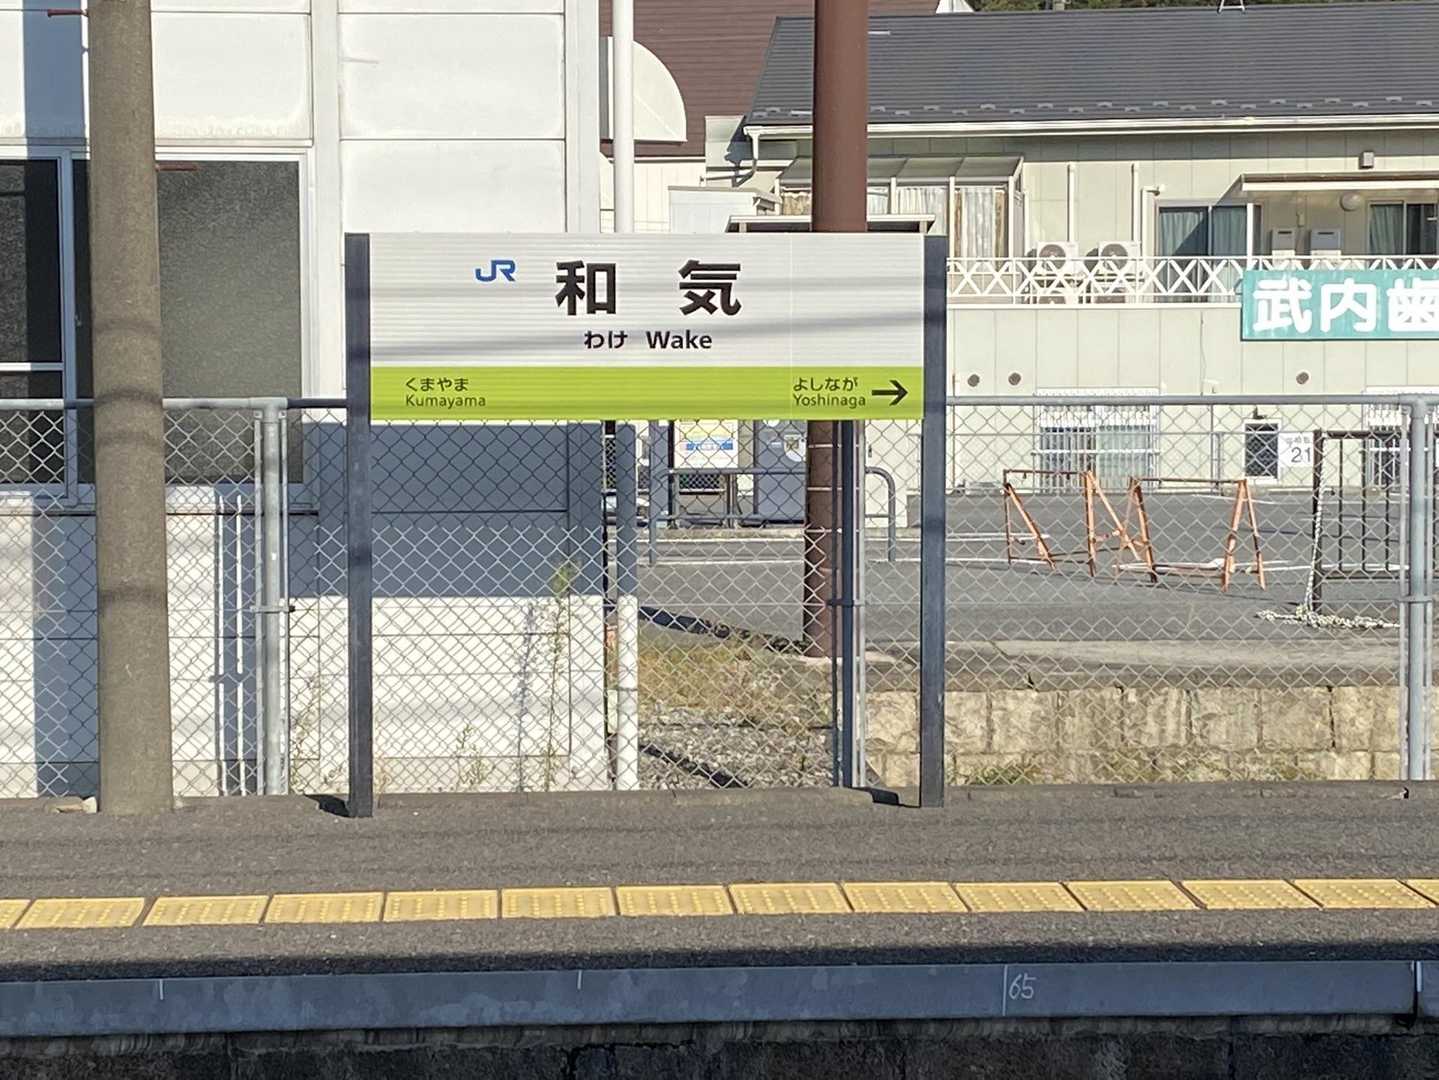 JR 和気
わけ Wake
くまやま
Kumayama
よしなが
Yoshinaga →
武内歯
21
65